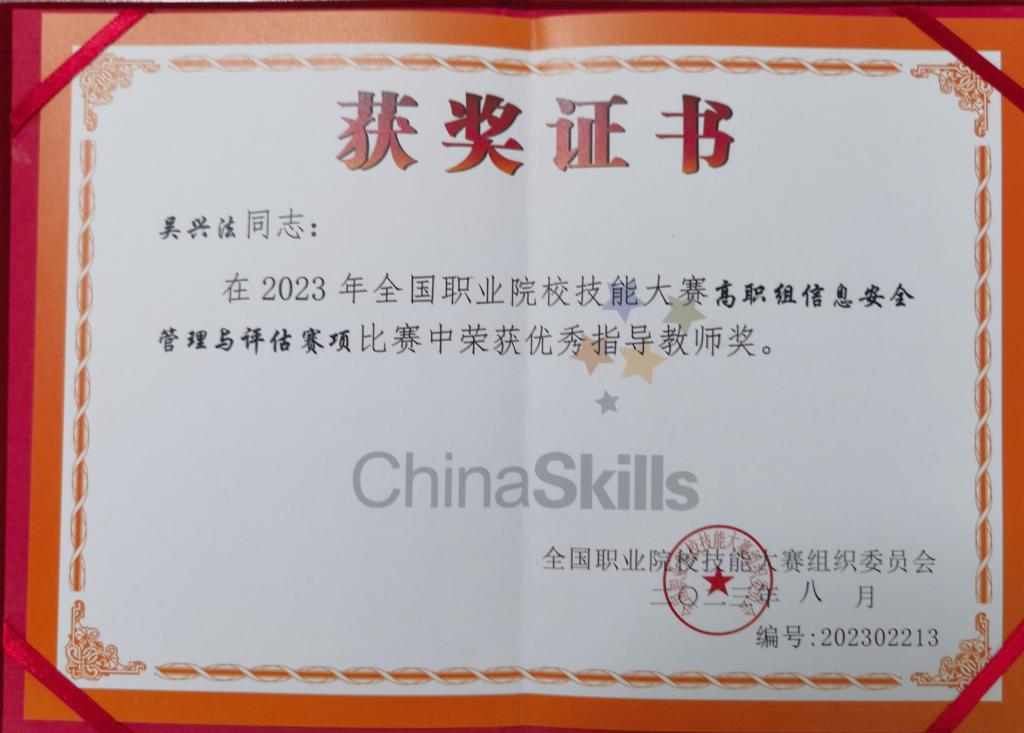 获奖证书
吴兴法同志：
在2023年全国职业院校技能大赛高职组信息安全
管理与评估赛项比赛中荣获优秀指导教师奖。
ChinaSkills
全国职业院校技能大赛组织委员会
二〇二三年八月
编号:202302213